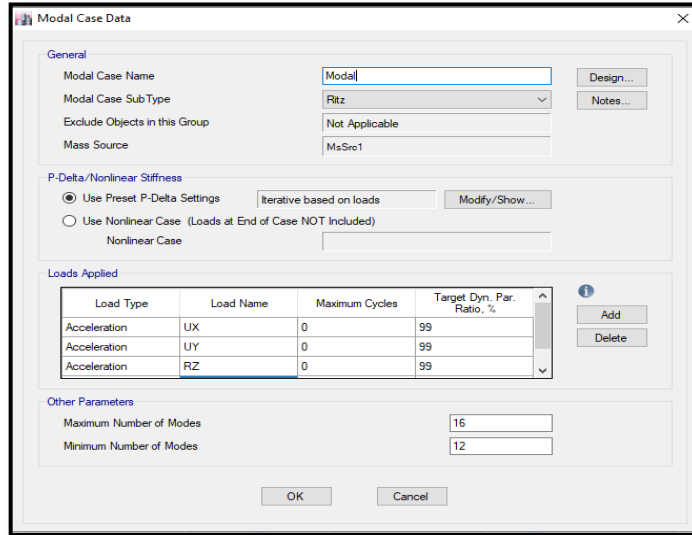 Modal Case Data
General
Modal Case Name Modal Design...
Modal Case SubType Ritz Notes...
Exclude Objects in this Group Not Applicable
Mass Source MsSrc1
P-Delta/Nonlinear Stiffness
Use Preset P-Delta Settings Iterative based on loads Modify/Show...
Use Nonlinear Case (Loads at End of Case NOT Included)
Nonlinear Case
Loads Applied
Load Type Load Name Maximum Cycles Target Dyn. Par. Ratio, %
Add
Acceleration UX 0 99
Delete
Acceleration UY 0 99
Acceleration RZ 0 99
Other Parameters
Maximum Number of Modes 16
Minimum Number of Modes 12
OK Cancel